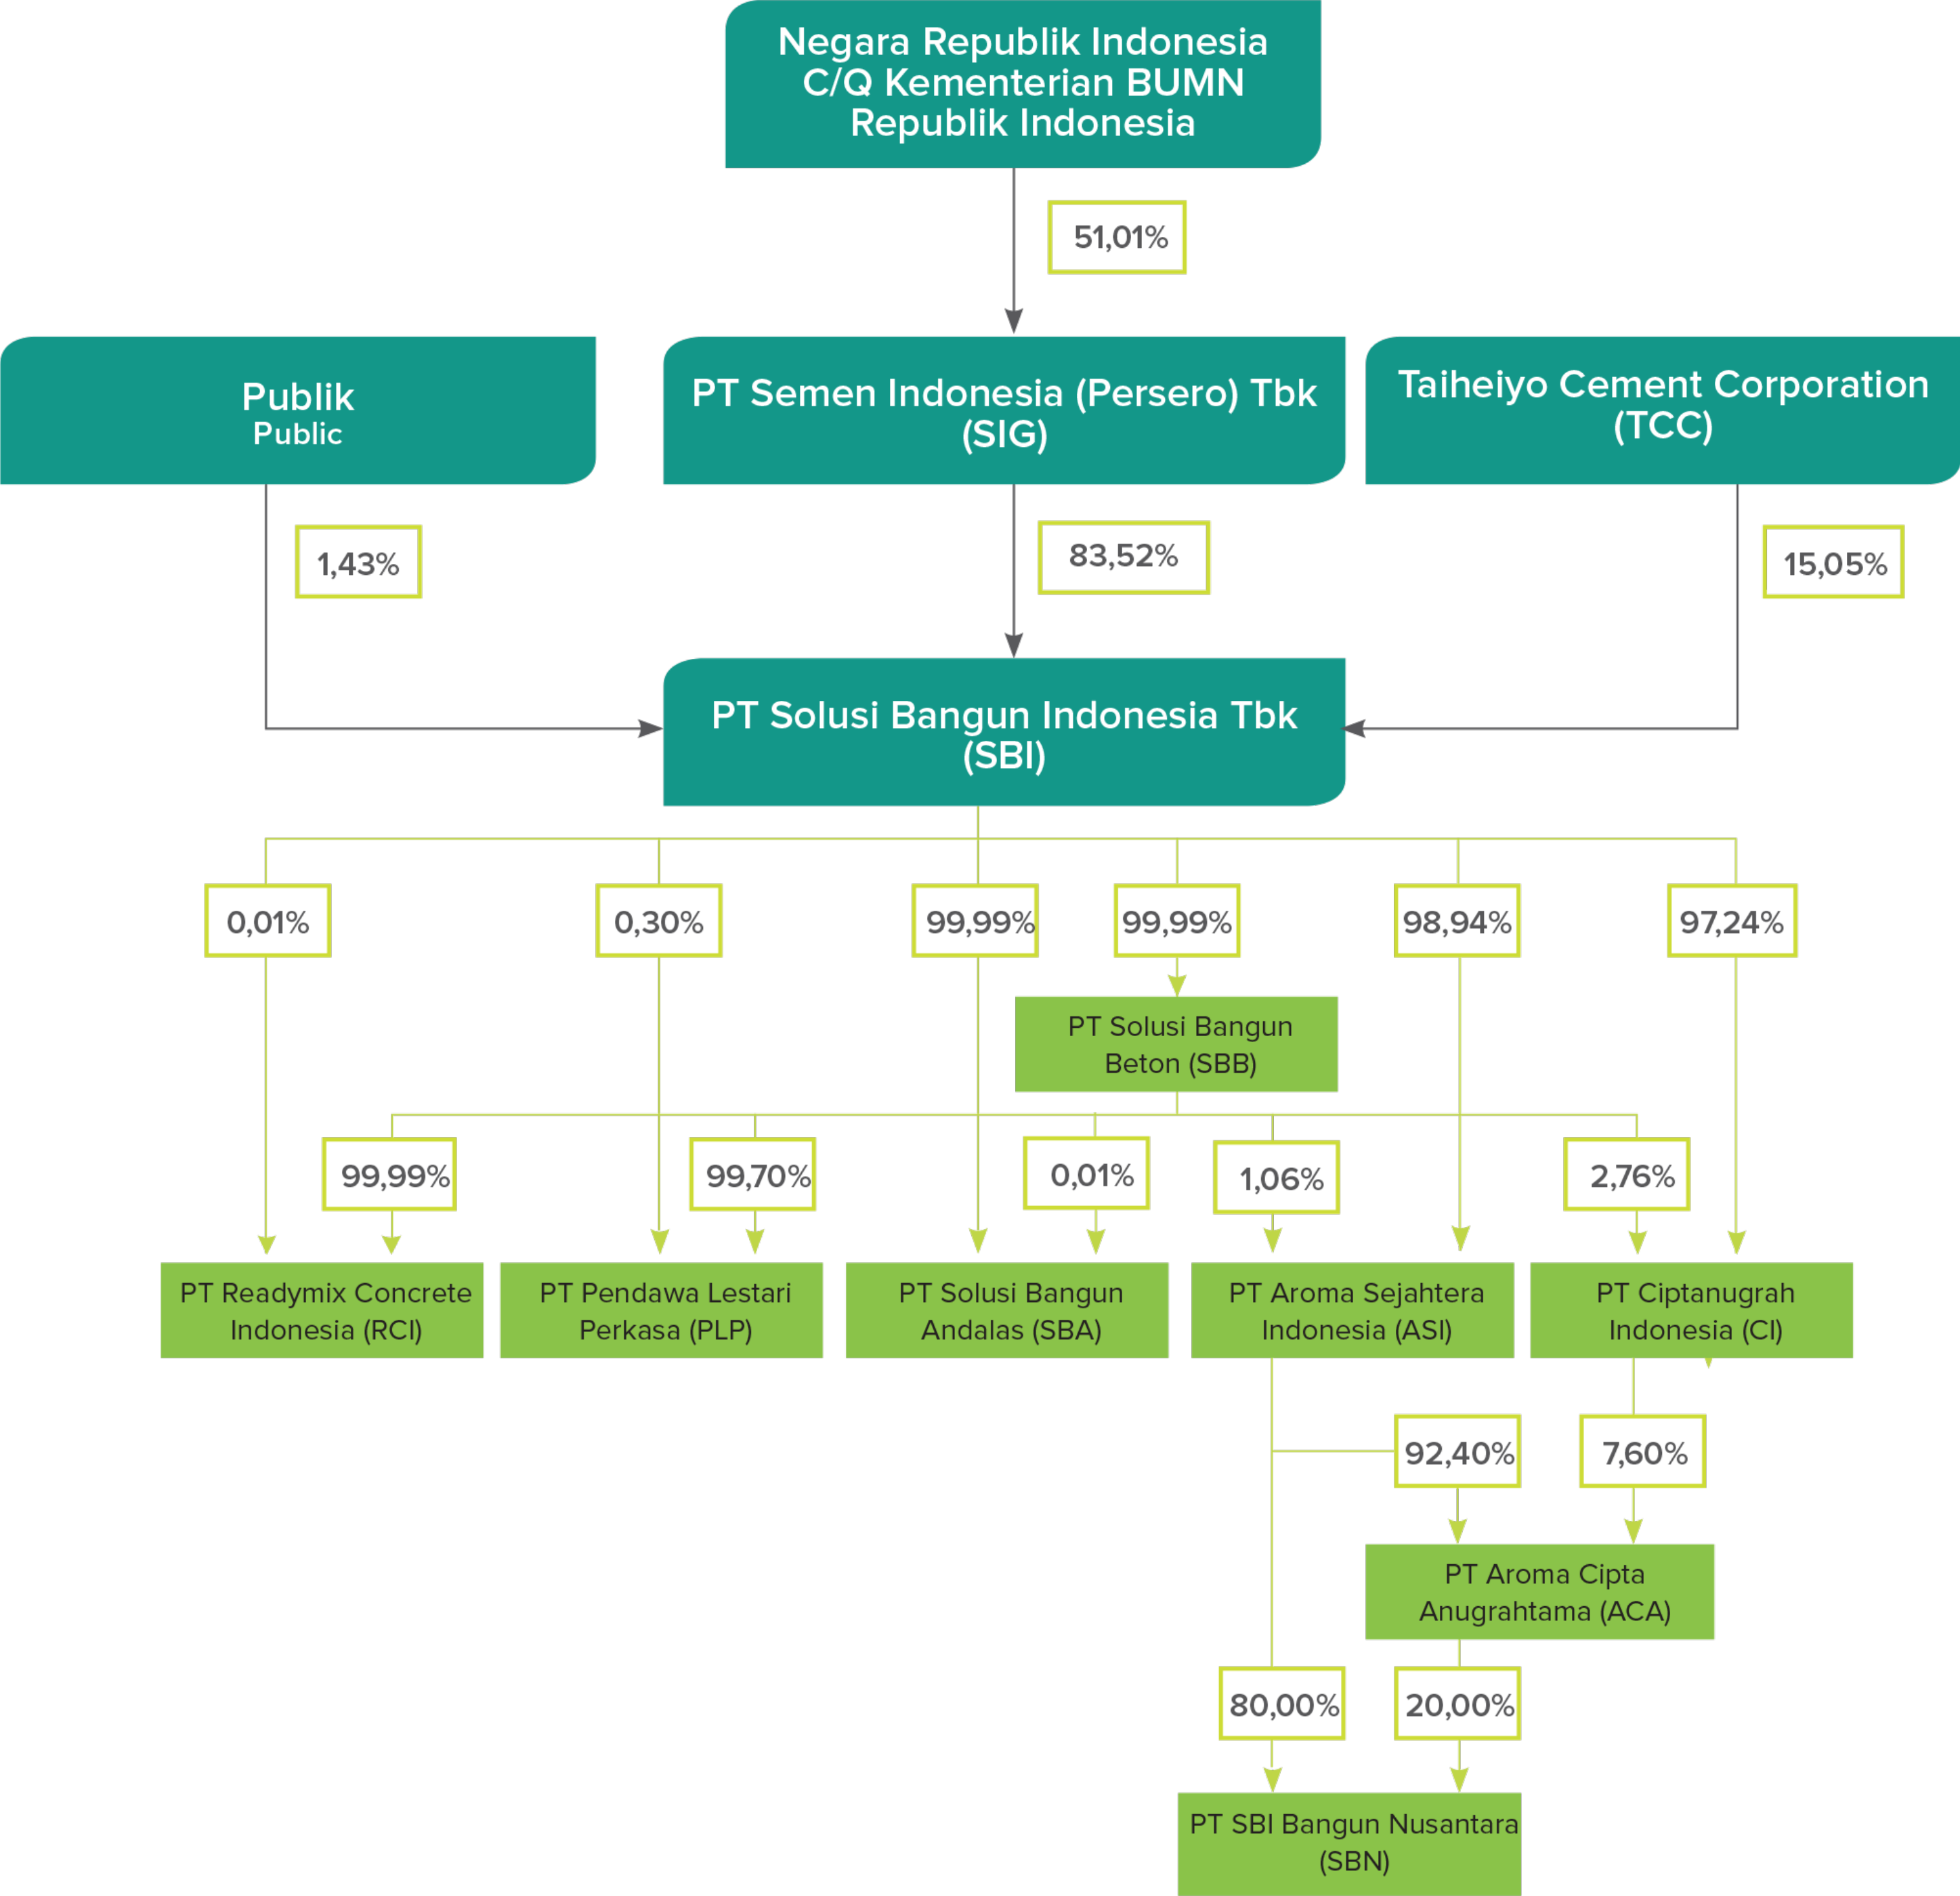 Negara Republik Indonesia
C/Q Kementerian BUMN
Republik Indonesia
51,01%
Publik
Public
PT Semen Indonesia (Persero) Tbk
(SIG)
Taiheiyo Cement Corporation
(TCC)
1,43%
83,52%
15,05%
PT Solusi Bangun Indonesia Tbk
(SBI)
0,01%
0,30%
99,99%
99,99%
98,94%
97,24%
PT Solusi Bangun
Beton (SBB)
99,99%
99,70%
0,01%
1,06%
2,76%
PT Readymix Concrete
Indonesia (RCI)
PT Pendawa Lestari
Perkasa (PLP)
PT Solusi Bangun
Andalas (SBA)
PT Aroma Sejahtera
Indonesia (ASI)
PT Ciptanugrah
Indonesia (CI)
92,40%
7,60%
PT Aroma Cipta
Anugrahtama (ACA)
80,00%
20,00%
PT SBI Bangun Nusantara
(SBN)